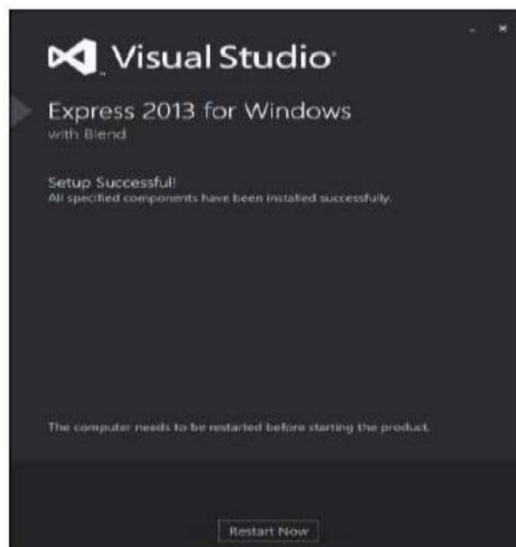 Visual Studio
Express 2013 for Windows
with Blend
Setup Successful!
All specified components have been installed successfully.
The computer needs to be restarted before starting the product.
Restart Now